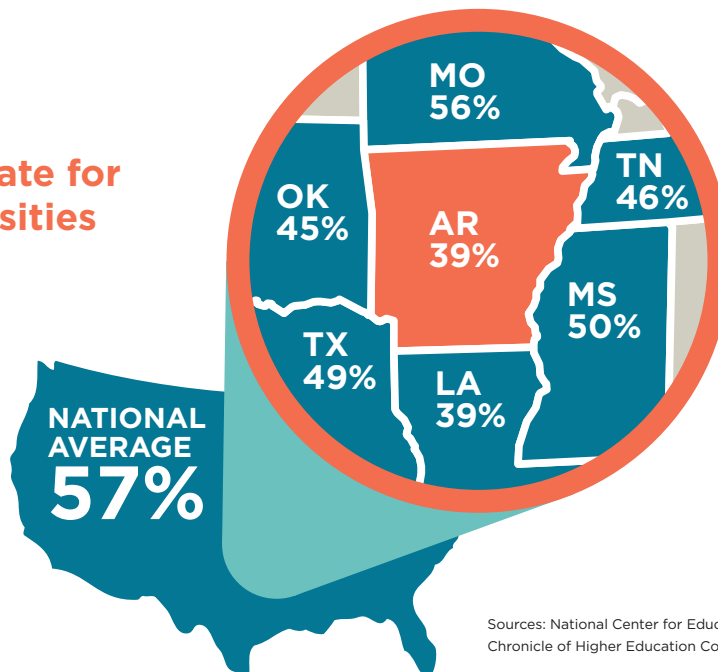 ate for
sities
MO
56%
TN
46%
OK
45%
AR
39%
MS
50%
TX
49%
LA
39%
NATIONAL
AVERAGE
57%
Sources: National Center for Educ
Chronicle of Higher Education Co